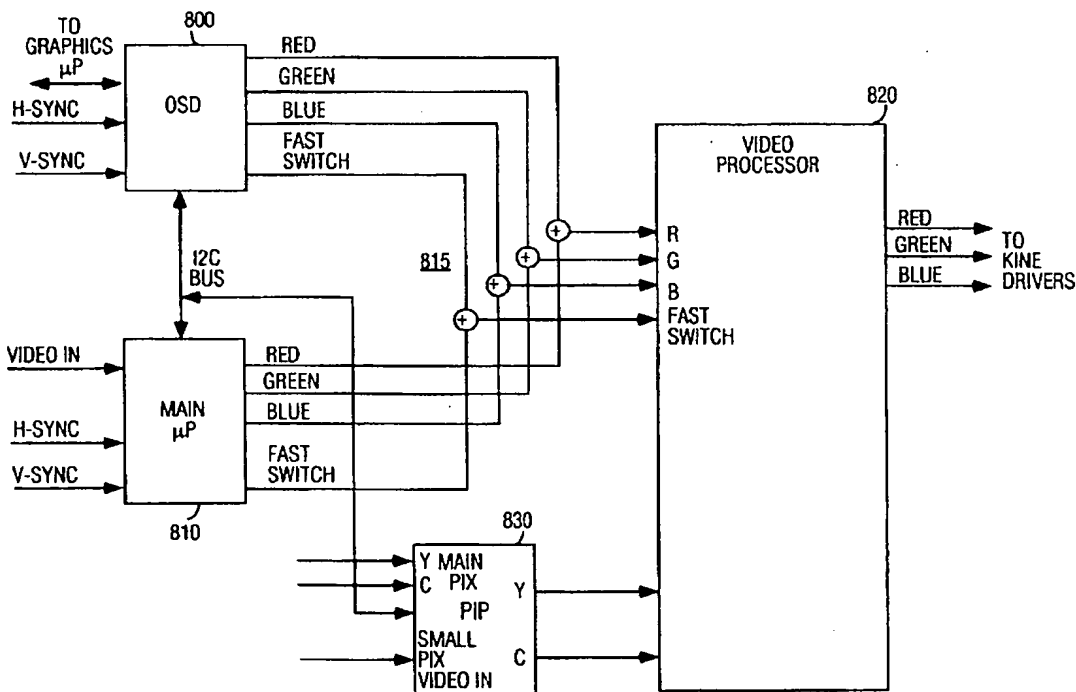 800
TO
GRAPHICS
μP
H-SYNC
V-SYNC
OSD
RED
GREEN
BLUE
FAST
SWITCH
820
VIDEO
PROCESSOR
I2C
BUS
815
R
G
B
FAST
SWITCH
RED
GREEN
BLUE
TO
KINE
DRIVERS
VIDEO IN
H-SYNC
V-SYNC
MAIN
μP
810
RED
GREEN
BLUE
FAST
SWITCH
830
Y MAIN
C PIX
PIP
SMALL
PIX
VIDEO IN
Y
C